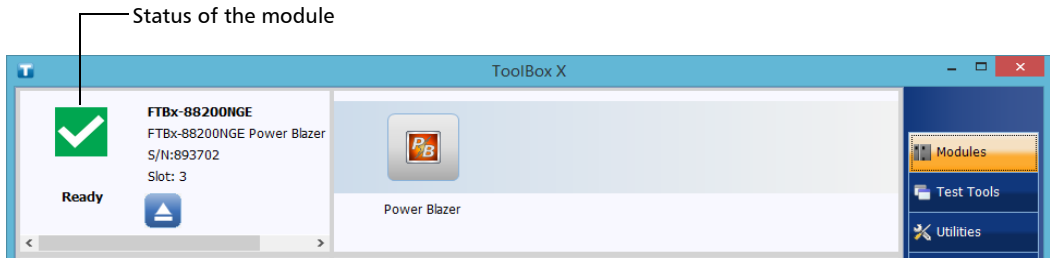 Status of the module
ToolBox X
FTBx-88200NGE
FTBx-88200NGE Power Blazer
S/N:893702
Slot: 3
Ready
Power Blazer
Modules
Test Tools
Utilities